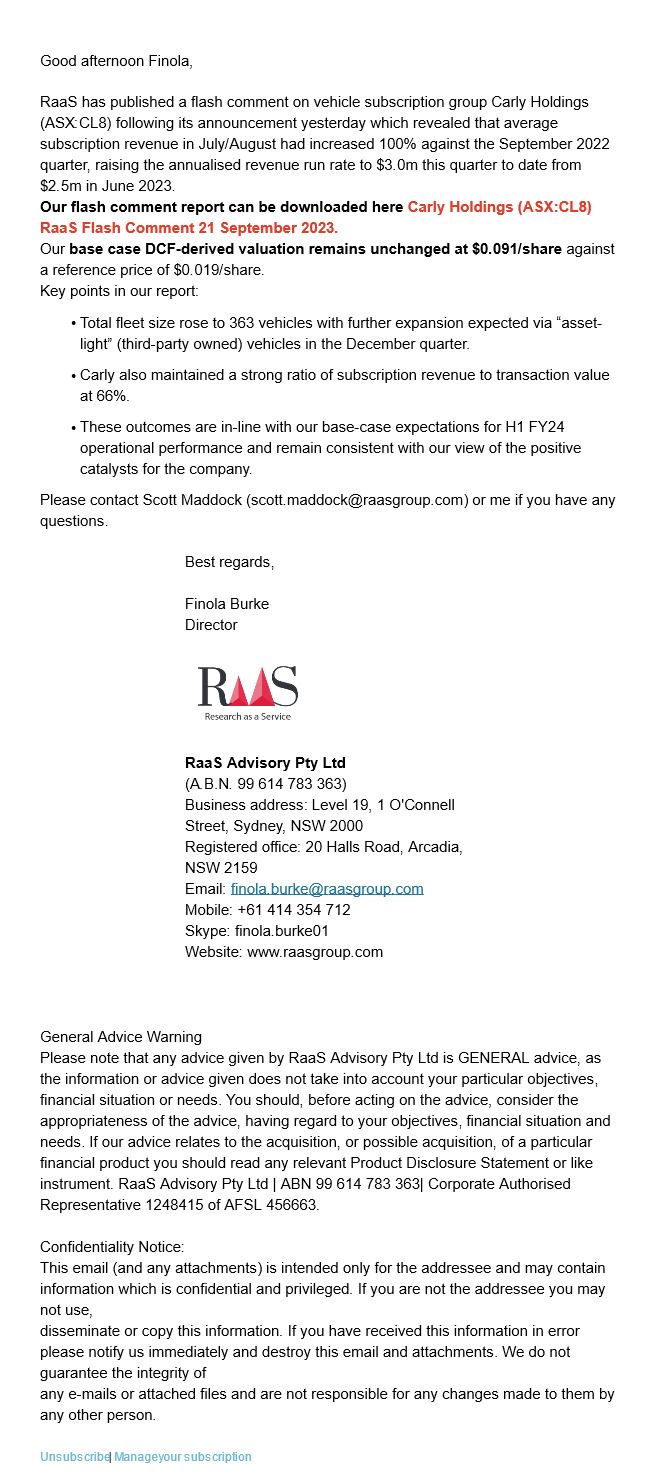 Good afternoon Finola,
RaaS has published a flash comment on vehicle subscription group Carly Holdings
(ASX:CL8) following its announcement yesterday which revealed that average
subscription revenue in July/August had increased 100% against the September 2022
quarter, raising the annualised revenue run rate to $3.0m this quarter to date from
$2.5m in June 2023.
Our flash comment report can be downloaded here Carly Holdings (ASX:CL8)
RaaS Flash Comment 21 September 2023.
Our base case DCF-derived valuation remains unchanged at $0.091/share against
a reference price of $0.019/share.
Key points in our report:
• Total fleet size rose to 363 vehicles with further expansion expected via “asset-
light” (third-party owned) vehicles in the December quarter.
• Carly also maintained a strong ratio of subscription revenue to transaction value
at 66%.
• These outcomes are in-line with our base-case expectations for H1 FY24
operational performance and remain consistent with our view of the positive
catalysts for the company.
Please contact Scott Maddock (scott.maddock@raasgroup.com) or me if you have any
questions.
Best regards,
Finola Burke
Director
RaaS
Research as a Service
RaaS Advisory Pty Ltd
(A.B.N. 99 614 783 363)
Business address: Level 19, 1 O'Connell
Street, Sydney, NSW 2000
Registered office: 20 Halls Road, Arcadia,
NSW 2159
Email: finola.burke@raasgroup.com
Mobile: +61 414 354 712
Skype: finola.burke01
Website: www.raasgroup.com
General Advice Warning
Please note that any advice given by RaaS Advisory Pty Ltd is GENERAL advice, as
the information or advice given does not take into account your particular objectives,
financial situation or needs. You should, before acting on the advice, consider the
appropriateness of the advice, having regard to your objectives, financial situation and
needs. If our advice relates to the acquisition, or possible acquisition, of a particular
financial product you should read any relevant Product Disclosure Statement or like
instrument. RaaS Advisory Pty Ltd | ABN 99 614 783 363| Corporate Authorised
Representative 1248415 of AFSL 456663.
Confidentiality Notice:
This email (and any attachments) is intended only for the addressee and may contain
information which is confidential and privileged. If you are not the addressee you may
not use,
disseminate or copy this information. If you have received this information in error
please notify us immediately and destroy this email and attachments. We do not
guarantee the integrity of
any e-mails or attached files and are not responsible for any changes made to them by
any other person.
Unsubscribe| Manageyour subscription